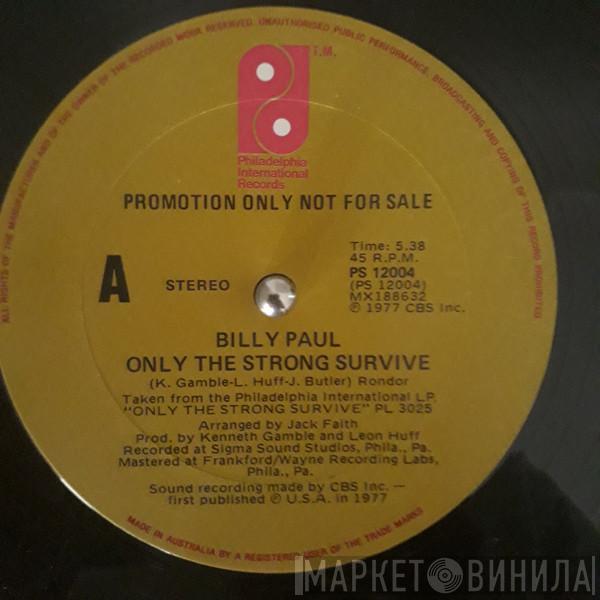 ALL RIGHTS OF THE MANUFACTURER AND OF THE OWNER OF THE RECORDED WORK RESERVED. UNAUTHORISED PUBLIC PERFORMANCE, BROADCASTING AND COPYING OF THIS RECORD PROHIBITED
T.M.
Philadelphia
International
Records
PROMOTION ONLY NOT FOR SALE
A
STEREO
Time: 5.38
45 R.P.M.
PS 12004
(PS 12004)
MX188632
℗ 1977 CBS Inc.
BILLY PAUL
ONLY THE STRONG SURVIVE
(K. Gamble-L. Huff-J. Butler) Rondor
Taken from the Philadelphia International L.P.
"ONLY THE STRONG SURVIVE" PL 3025
Arranged by Jack Faith
Prod. by Kenneth Gamble and Leon Huff
Recorded at Sigma Sound Studios, Phila., Pa.
Mastered at Frankford/Wayne Recording Labs,
Phila., Pa.
Sound recording made by CBS Inc. —
first published ℗ U.S.A. in 1977
MADE IN AUSTRALIA BY A REGISTERED USER OF THE TRADE MARKS
МАРКЕТ ВИНИЛА